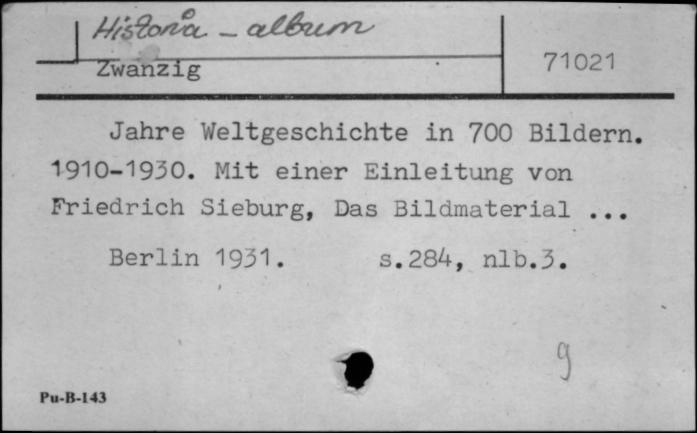 Historia - album
Zwanzig
71021
Jahre Weltgeschichte in 700 Bildern.
1910-1930. Mit einer Einleitung von
Friedrich Sieburg, Das Bildmaterial ...
Berlin 1931. s.284, nlb.3.
9
Pu-B-143